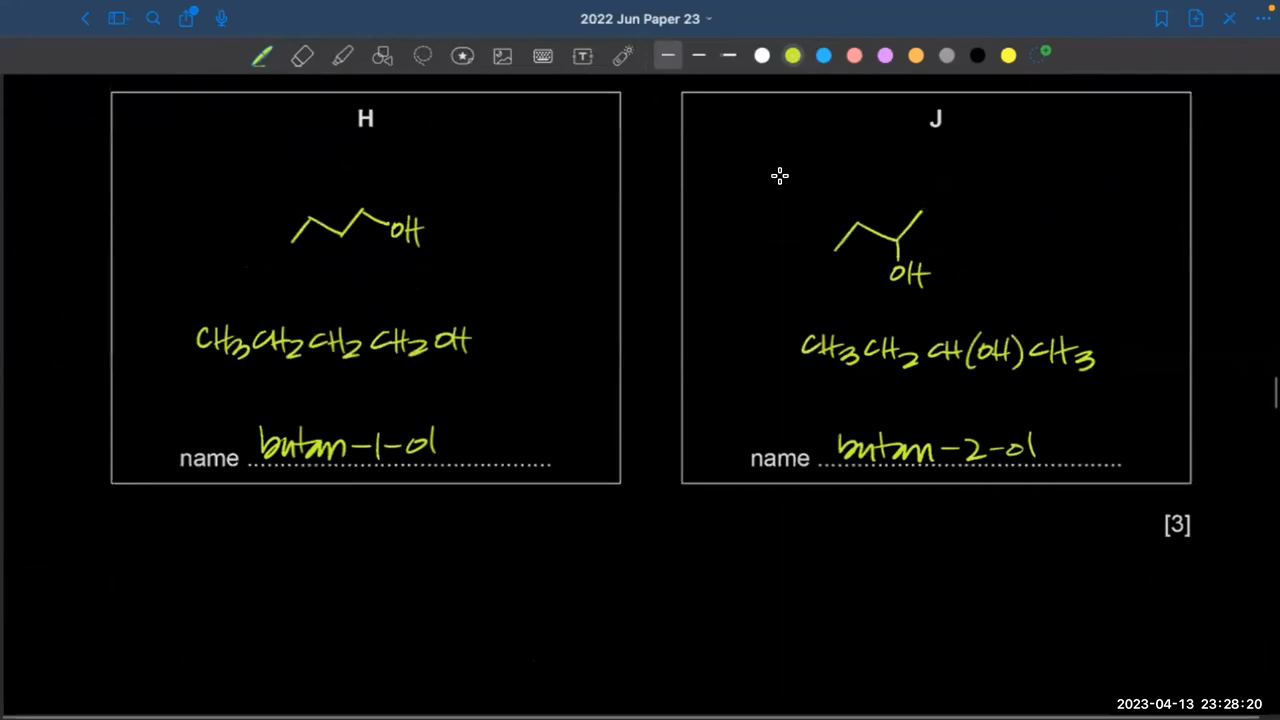 2022 Jun Paper 23
H
OH
CH3CH2CH2CH2OH
name butan-1-ol
J
OH
CH3CH2CH(OH)CH3
name butan-2-ol
[3]
2023-04-13 23:28:20